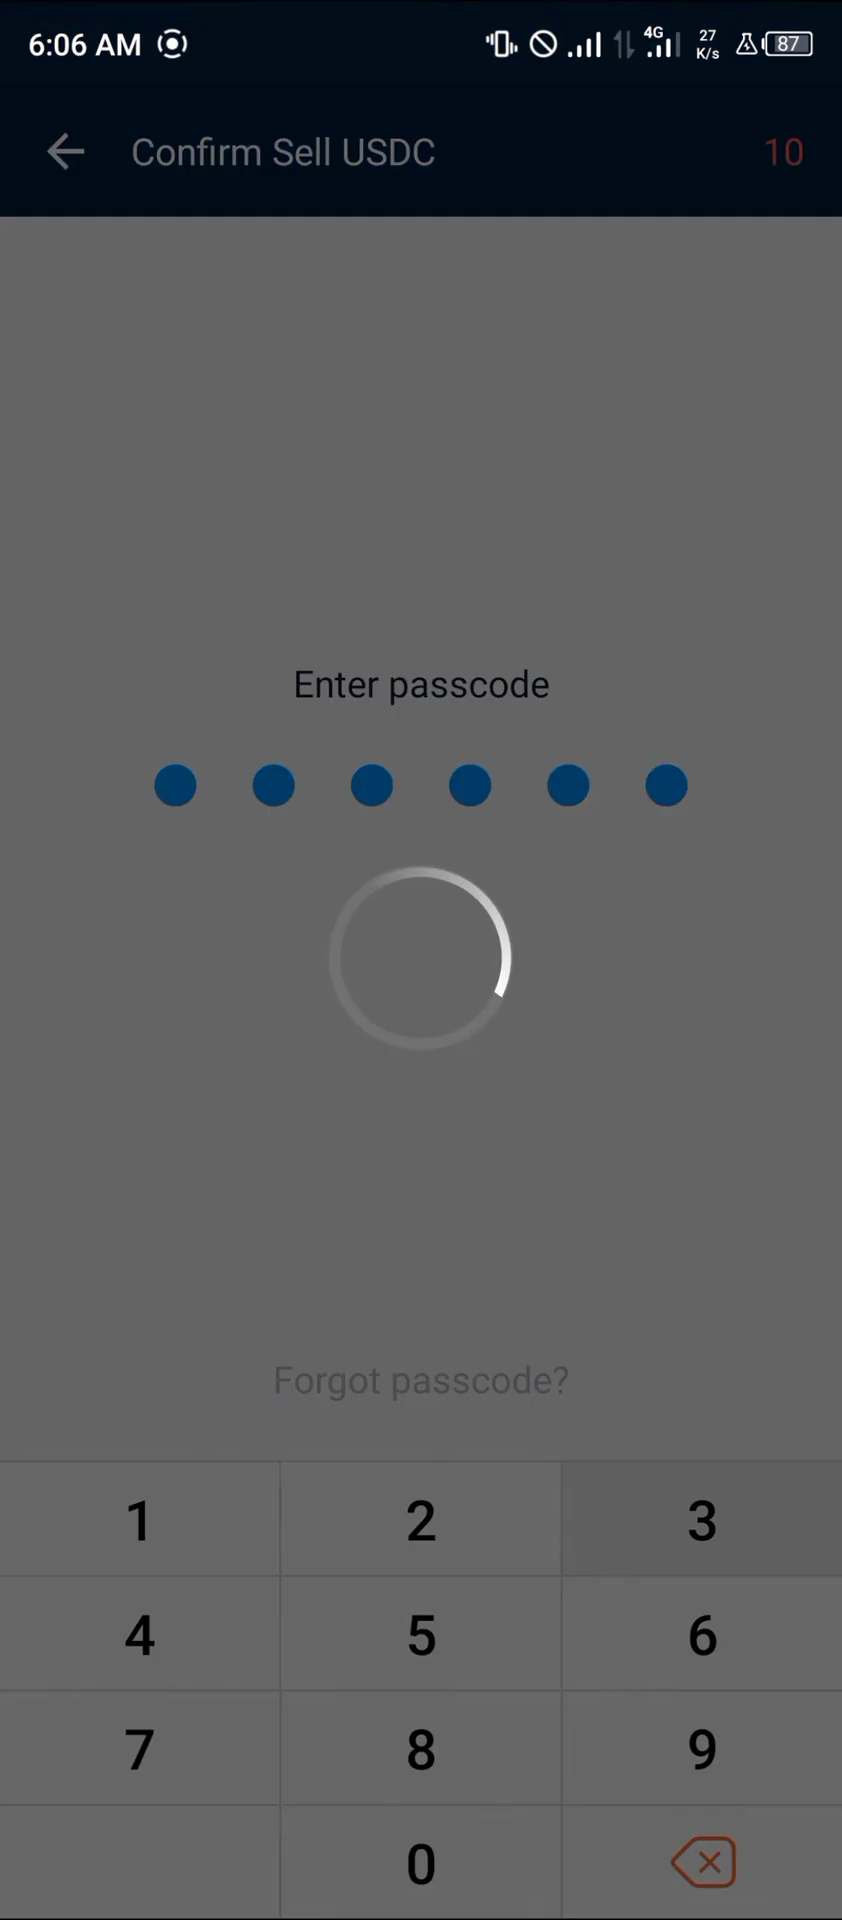 6:06 AM
4G
27
K/s
87
Confirm Sell USDC
10
Enter passcode
Forgot passcode?
1 2 3
4 5 6
7 8 9
0